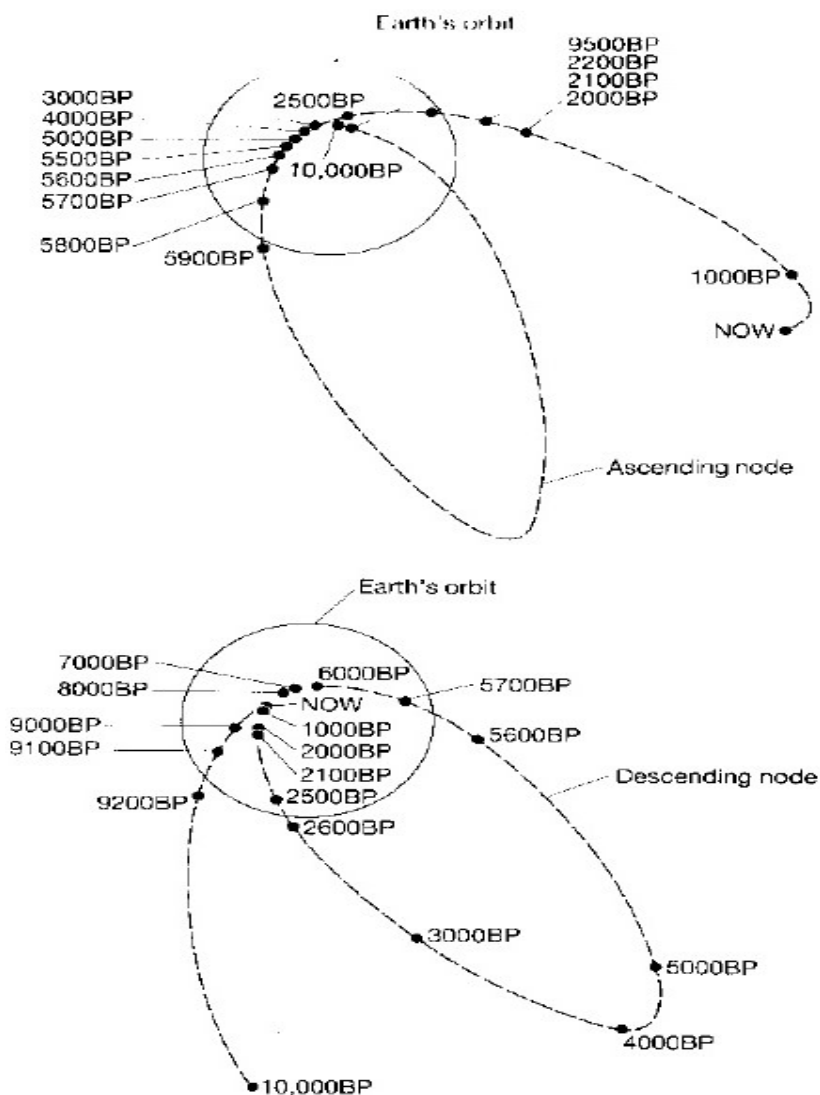 Earth's orbit
9500BP
2200BP
2100BP
2000BP
2500BP
3000BP
4000BP
5000BP
5500BP
5600BP
5700BP
5800BP
5900BP
10,000BP
1000BP
NOW
Ascending node
Earth's orbit
7000BP
8000BP
6000BP
5700BP
NOW
9000BP
1000BP
5600BP
9100BP
2000BP
2100BP
Descending node
9200BP
2500BP
2600BP
3000BP
5000BP
4000BP
10,000BP